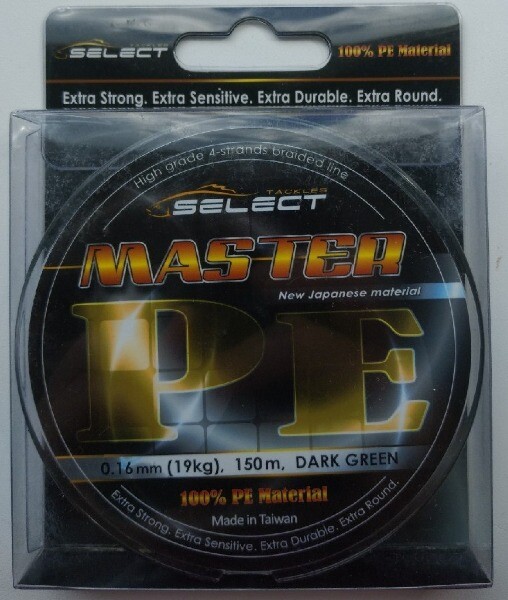 SELECT
100% PE Material
Extra Strong. Extra Sensitive. Extra Durable. Extra Round.
High grade 4-strands braided line
TACKLES
SELECT
MASTER
New Japanese material
PE
0.16mm (19kg), 150m, DARK GREEN
100% PE Material
Made in Taiwan
Extra Strong. Extra Sensitive. Extra Durable. Extra Round.